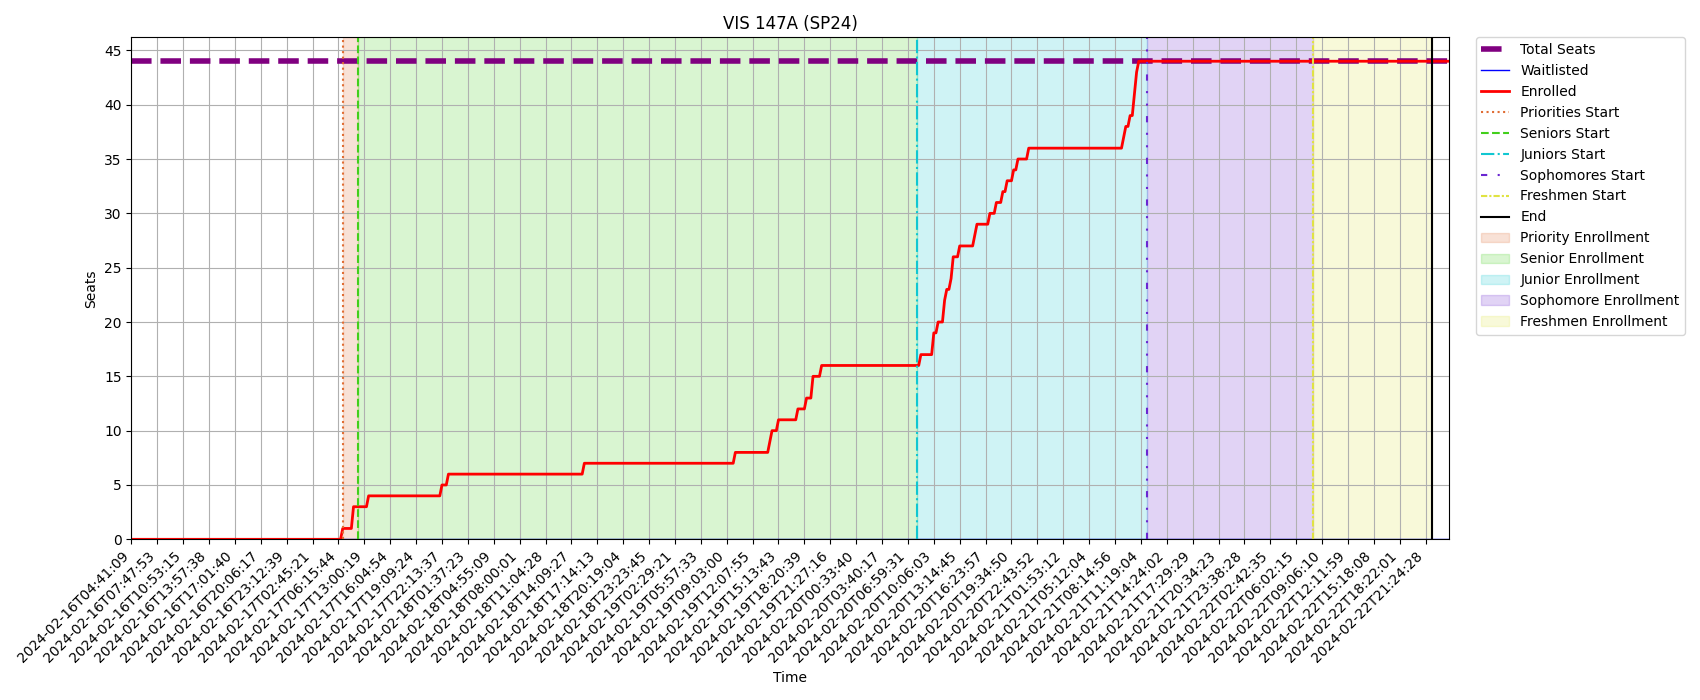 VIS 147A (SP24)
45
40
35
30
25
20
15
10
5
0
Seats
2024-02-16T04:41:09
2024-02-16T07:47:53
2024-02-16T10:53:15
2024-02-16T13:57:38
2024-02-16T17:01:40
2024-02-16T20:06:17
2024-02-16T23:12:39
2024-02-17T02:45:21
2024-02-17T06:15:44
2024-02-17T13:00:19
2024-02-17T16:04:54
2024-02-17T19:09:24
2024-02-17T22:13:37
2024-02-18T01:37:23
2024-02-18T04:55:09
2024-02-18T08:00:01
2024-02-18T11:04:28
2024-02-18T14:09:27
2024-02-18T17:14:13
2024-02-18T20:19:04
2024-02-18T23:23:45
2024-02-19T02:29:21
2024-02-19T05:57:33
2024-02-19T09:03:00
2024-02-19T12:07:55
2024-02-19T15:13:43
2024-02-19T18:20:39
2024-02-19T21:27:16
2024-02-20T00:33:40
2024-02-20T03:40:17
2024-02-20T06:59:31
2024-02-20T10:06:03
2024-02-20T13:14:45
2024-02-20T16:23:57
2024-02-20T19:34:50
2024-02-20T22:43:52
2024-02-21T01:53:12
2024-02-21T05:12:04
2024-02-21T08:14:56
2024-02-21T11:19:04
2024-02-21T14:24:02
2024-02-21T17:29:29
2024-02-21T20:34:23
2024-02-21T23:38:28
2024-02-22T02:42:35
2024-02-22T06:02:15
2024-02-22T09:06:10
2024-02-22T12:11:59
2024-02-22T15:18:08
2024-02-22T18:22:01
2024-02-22T21:24:28
Time
Total Seats
Waitlisted
Enrolled
Priorities Start
Seniors Start
Juniors Start
Sophomores Start
Freshmen Start
End
Priority Enrollment
Senior Enrollment
Junior Enrollment
Sophomore Enrollment
Freshmen Enrollment